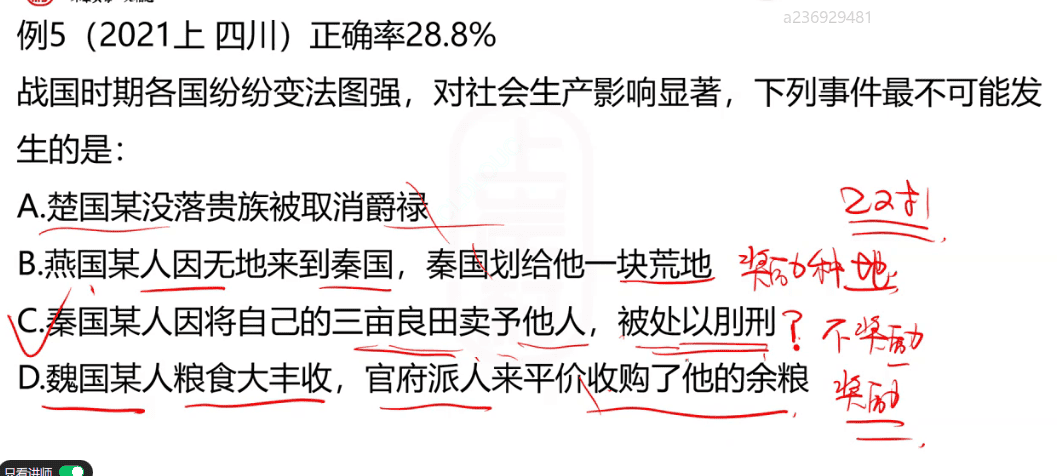 a236929481
例5（2021上 四川）正确率28.8%
战国时期各国纷纷变法图强，对社会生产影响显著，下列事件最不可能发
生的是：
A.楚国某没落贵族被取消爵禄
B.燕国某人因无地来到秦国，秦国划给他一块荒地 奖励种地
C.秦国某人因将自己的三亩良田卖予他人，被处以刖刑？ 不奖励
D.魏国某人粮食大丰收，官府派人来平价收购了他的余粮 奖励
只看讲师